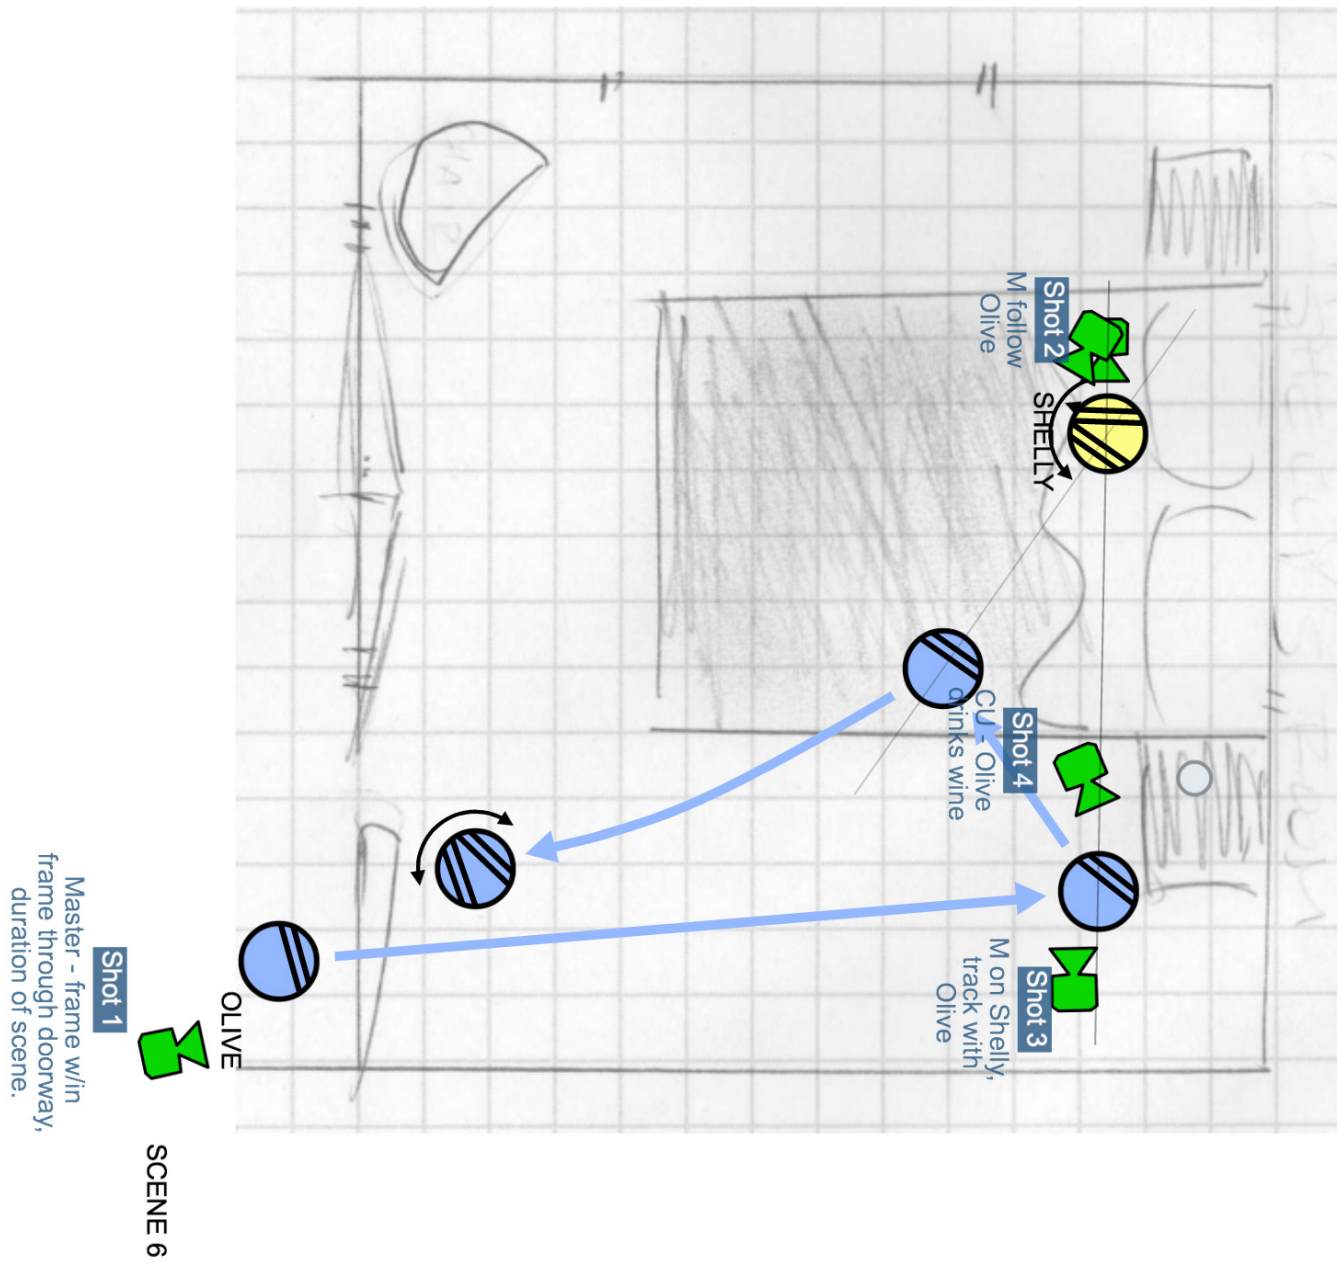 SCENE 6
Shot 1
Master - frame w/in
frame through doorway,
duration of scene.
OLIVE
Shot 2
M follow
Olive
SHELLY
Shot 4
CU - Olive
drinks wine
Shot 3
M on Shelly,
track with
Olive